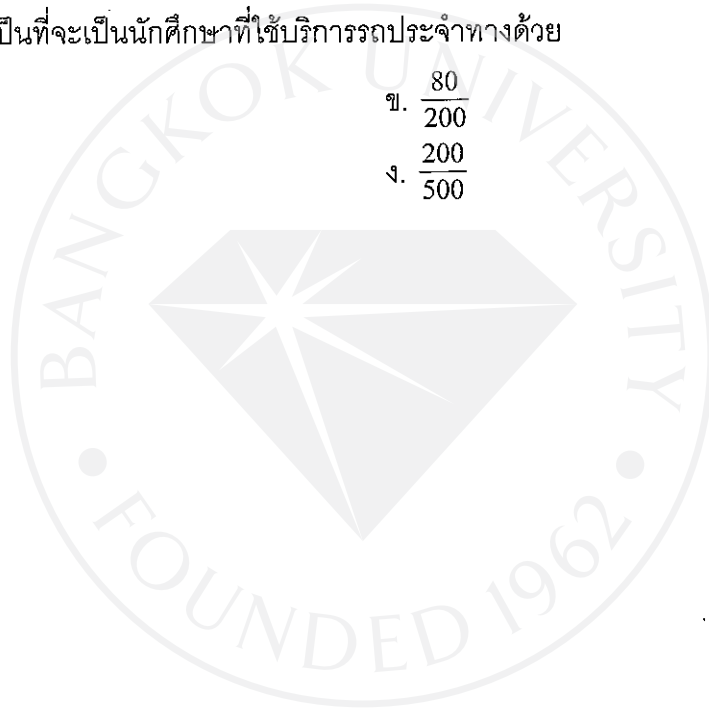 ป็นที่จะเป็นนักศึกษาที่ใช้บริการรถประจำทางด้วย
ข. 80/200
ง. 200/500
BANGKOK UNIVERSITY
FOUNDED 1962